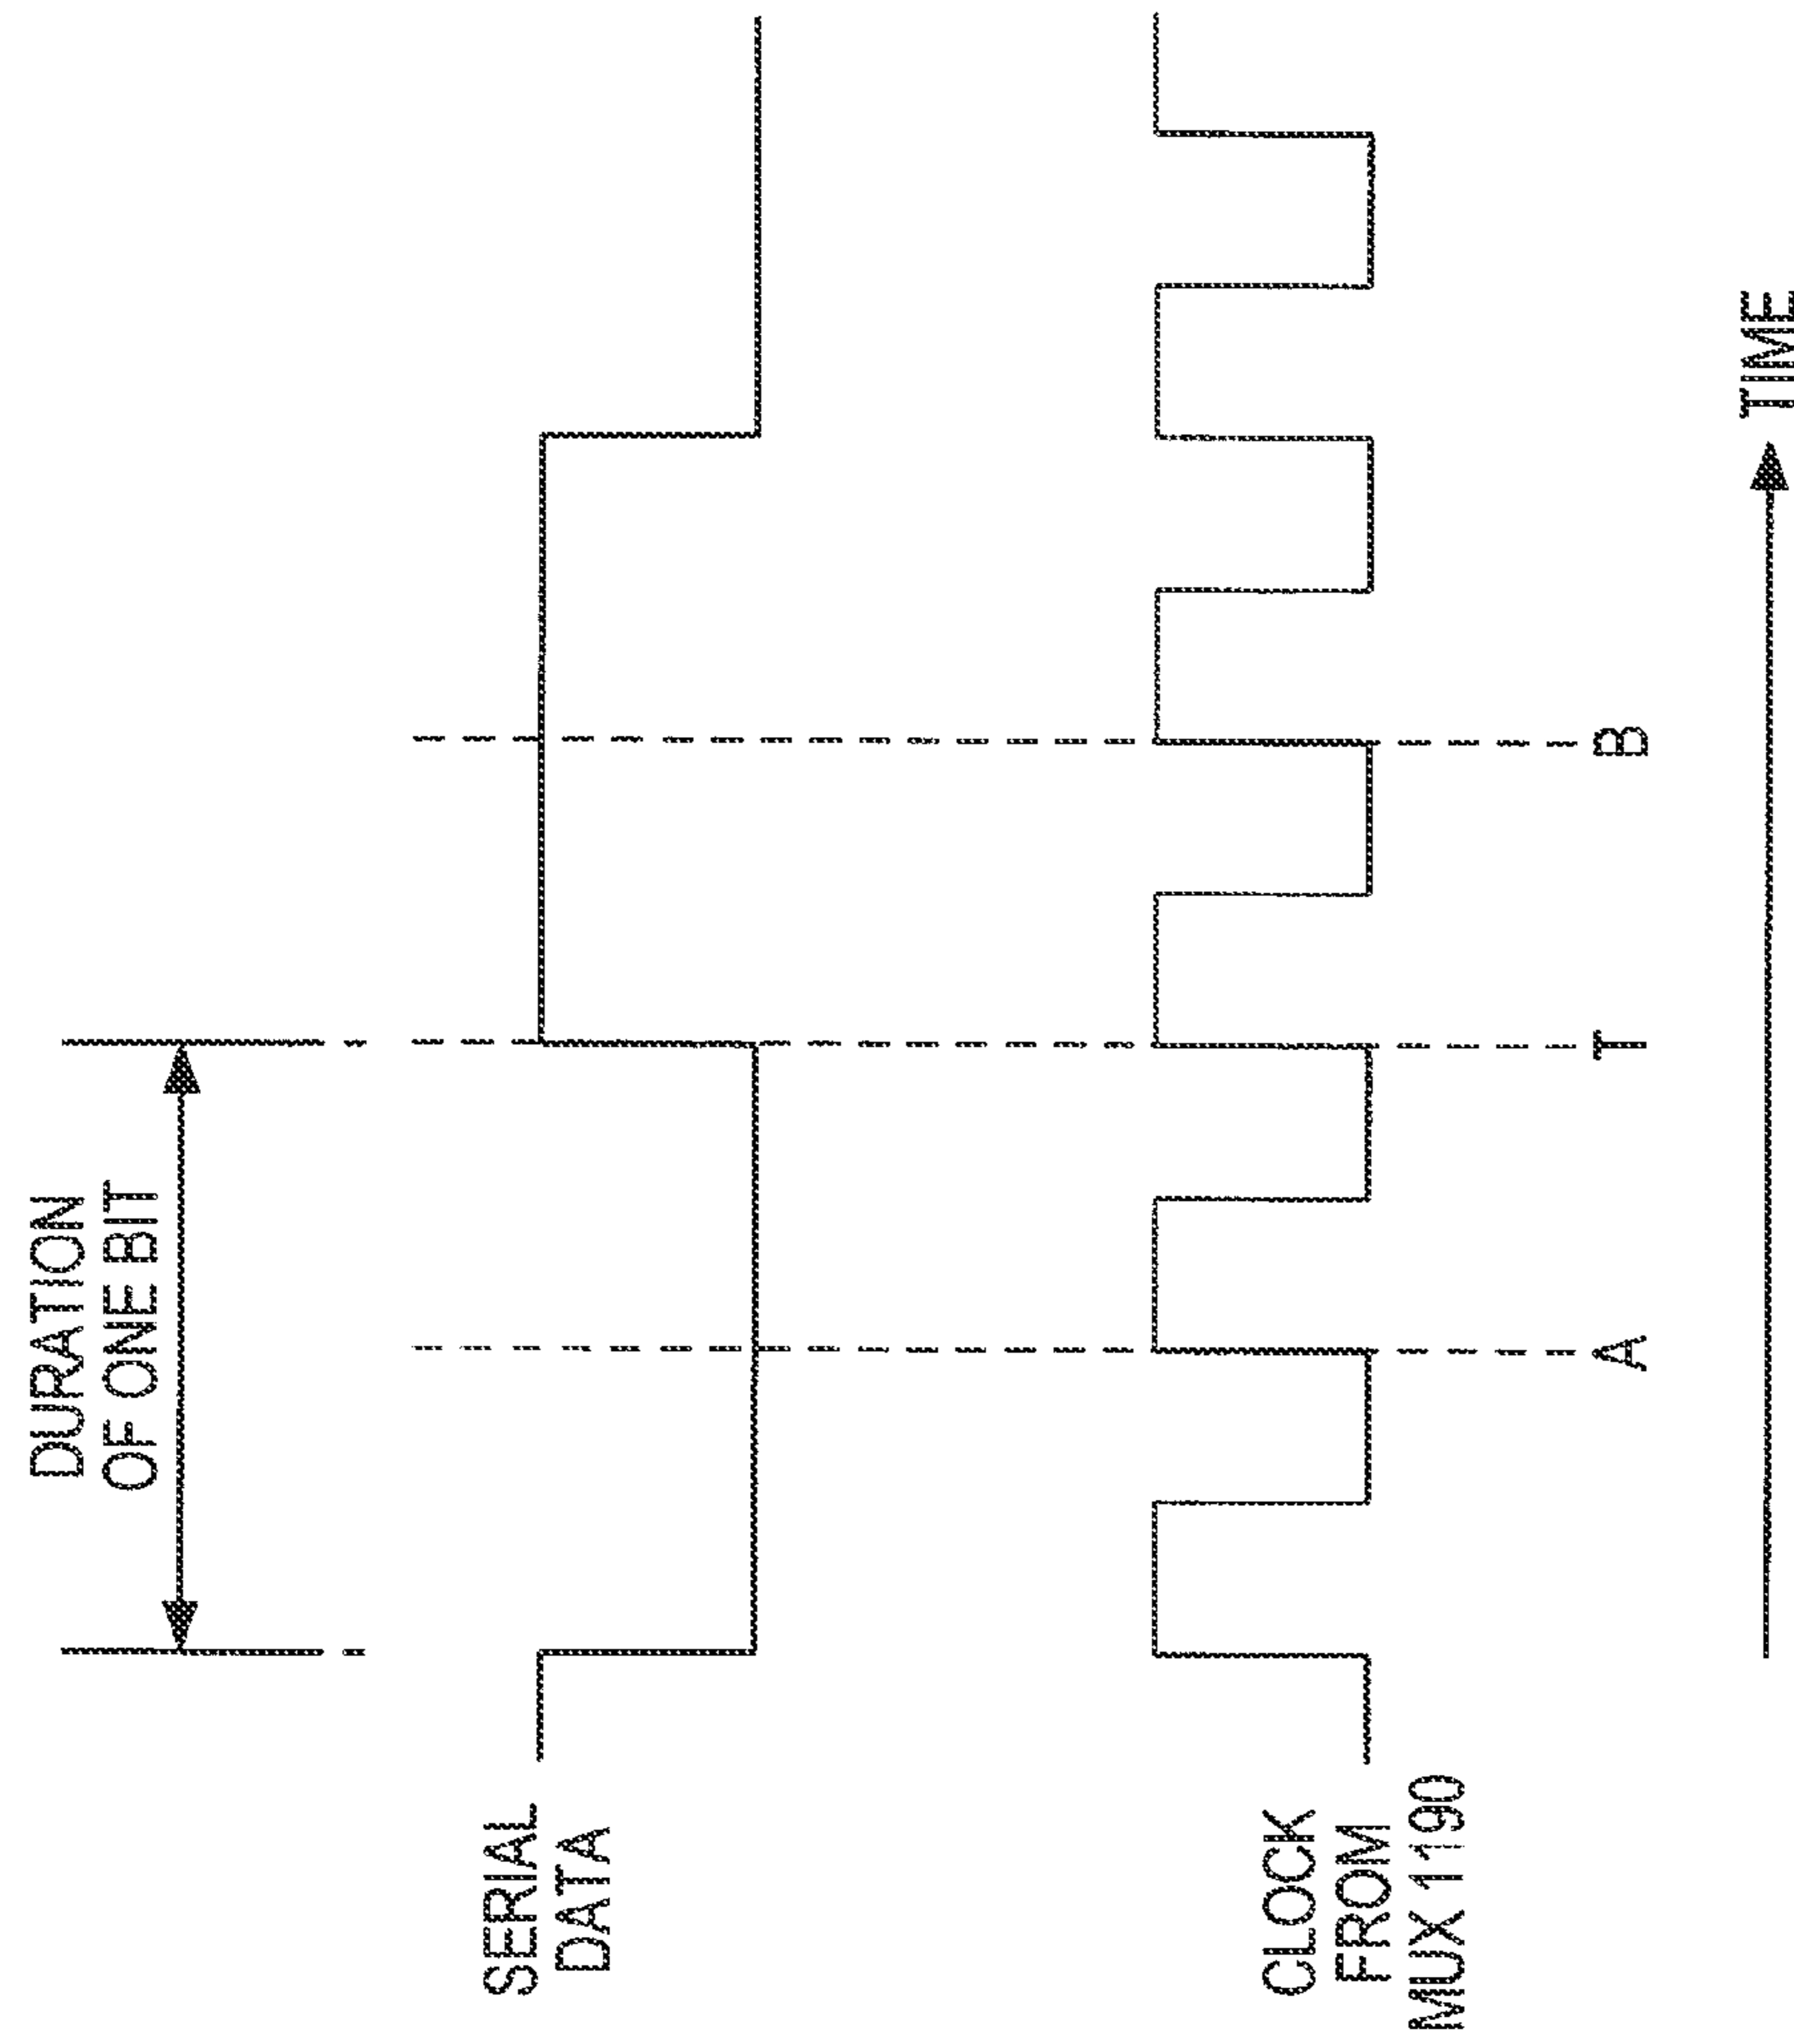 DURATION
OF ONE BIT
SERIAL
DATA
CLOCK
FROM
MUX 1190
A
T
B
TIME